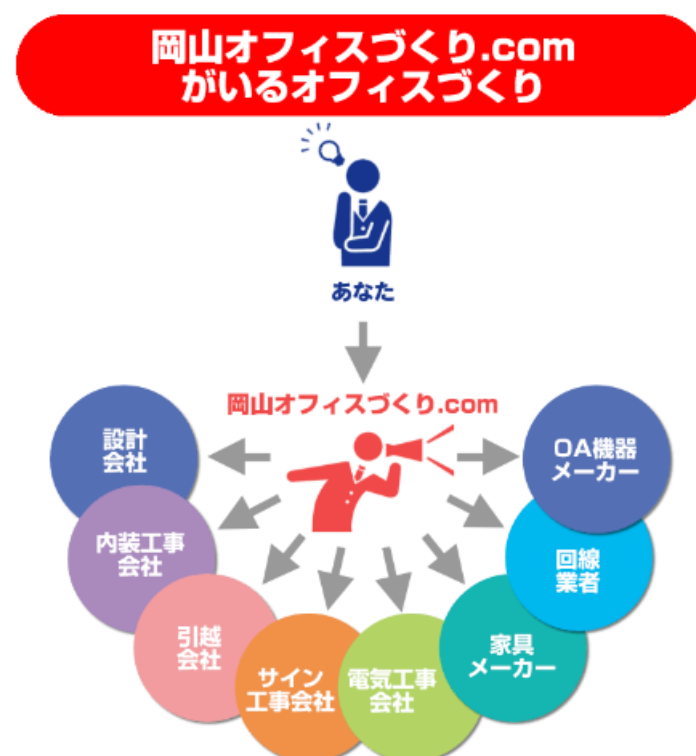 岡山オフィスづくり.com
がいるオフィスづくり
あなた
岡山オフィスづくり.com
設計
会社
内装工事
会社
引越
会社
サイン
工事会社
電気工事
会社
家具
メーカー
回線
業者
OA機器
メーカー